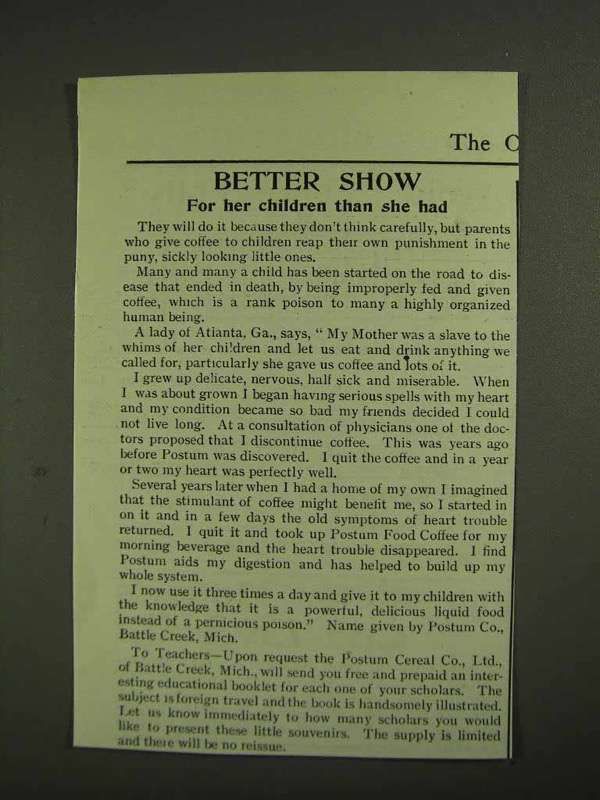 The C
BETTER SHOW
For her children than she had
They will do it because they don't think carefully, but parents
who give coffee to children reap their own punishment in the
puny, sickly looking little ones.
Many and many a child has been started on the road to dis-
ease that ended in death, by being improperly fed and given
coffee, which is a rank poison to many a highly organized
human being.
A lady of Atlanta, Ga., says, " My Mother was a slave to the
whims of her children and let us eat and drink anything we
called for, particularly she gave us coffee and lots of it.
I grew up delicate, nervous, half sick and miserable. When
I was about grown I began having serious spells with my heart
and my condition became so bad my friends decided I could
not live long. At a consultation of physicians one of the doc-
tors proposed that I discontinue coffee. This was years ago
before Postum was discovered. I quit the coffee and in a year
or two my heart was perfectly well.
Several years later when I had a home of my own I imagined
that the stimulant of coffee might benefit me, so I started in
on it and in a few days the old symptoms of heart trouble
returned. I quit it and took up Postum Food Coffee for my
morning beverage and the heart trouble disappeared. I find
Postum aids my digestion and has helped to build up my
whole system.
I now use it three times a day and give it to my children with
the knowledge that it is a powerful, delicious liquid food
instead of a pernicious poison." Name given by Postum Co.,
Battle Creek, Mich.
To Teachers—Upon request the Postum Cereal Co., Ltd.,
of Battle Creek, Mich., will send you free and prepaid an inter-
esting educational booklet for each one of your scholars. The
subject is foreign travel and the book is handsomely illustrated.
Let us know immediately to how many scholars you would
like to present these little souvenirs. The supply is limited
and there will be no reissue.